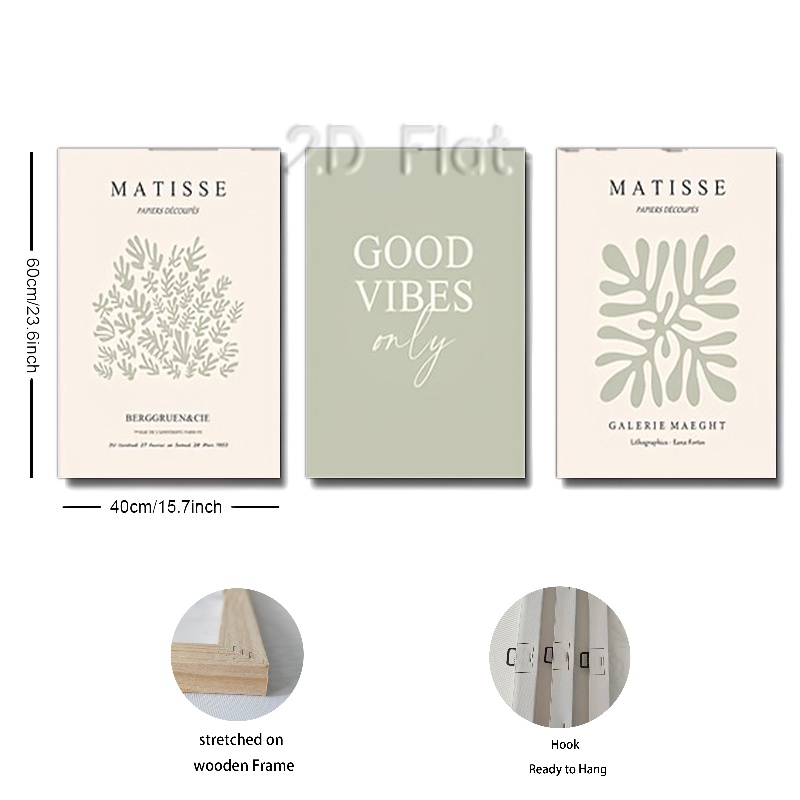 2D Flat
MATISSE
PAPIERS DÉCOUPÉS
BERGGRUEN&CIE
GOOD
VIBES
only
MATISSE
PAPIERS DÉCOUPÉS
GALERIE MAEGHT
60cm/23.6inch
40cm/15.7inch
stretched on
wooden Frame
Hook
Ready to Hang